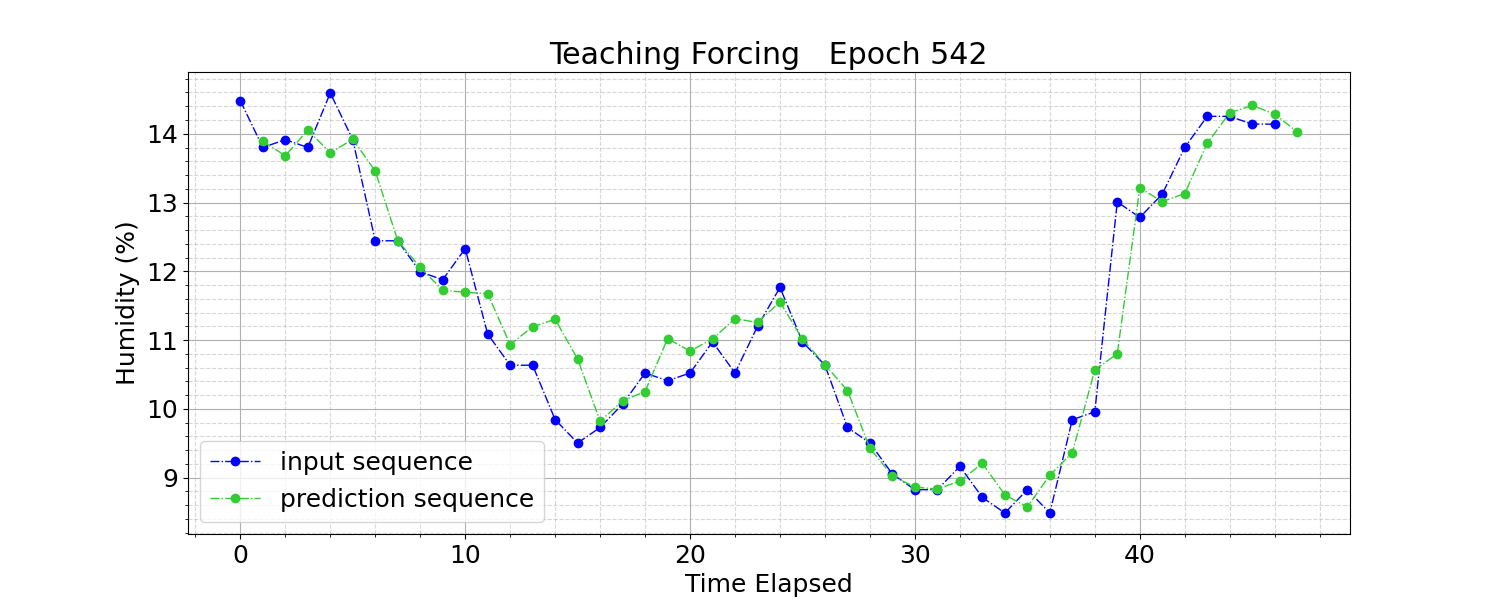 Teaching Forcing   Epoch 542
Humidity (%)
14
13
12
11
10
9
input sequence
prediction sequence
0 10 20 30 40
Time Elapsed